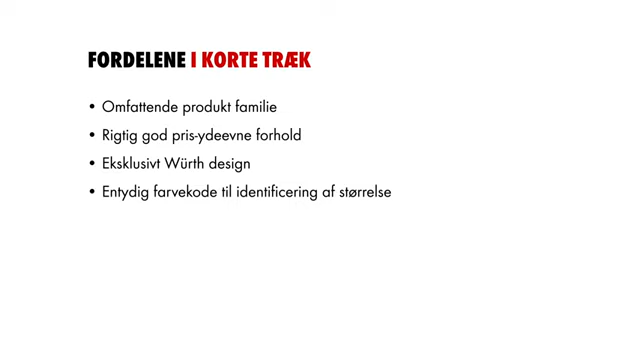 FORDELENE I KORTE TRÆK
• Omfattende produkt familie
• Rigtig god pris-ydeevne forhold
• Eksklusivt Würth design
• Entydig farvekode til identificering af størrelse